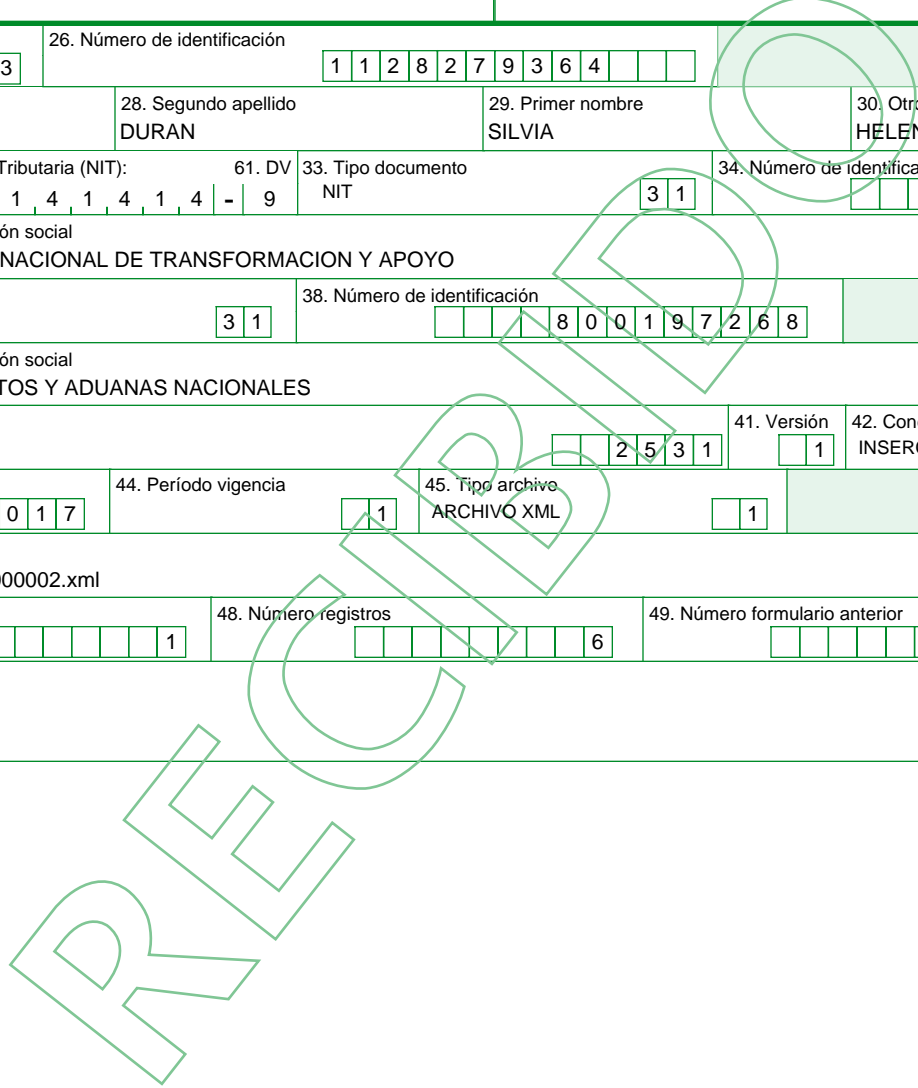 26. Número de identificación
3 1 1 2 8 2 7 9 3 6 4
28. Segundo apellido 29. Primer nombre 30. Otro
DURAN SILVIA HELEN
Tributaria (NIT): 61. DV 33. Tipo documento 34. Número de identifica
1 4 1 4 1 4 - 9 NIT 3 1
ón social
NACIONAL DE TRANSFORMACION Y APOYO
38. Número de identificación
3 1 8 0 0 1 9 7 2 6 8
ón social
TOS Y ADUANAS NACIONALES
41. Versión 42. Con
2 5 3 1 1 INSER
44. Período vigencia 45. Tipo archivo
0 1 7 1 ARCHIVO XML 1
000002.xml
48. Número registros 49. Número formulario anterior
1 6
RECIBIDO